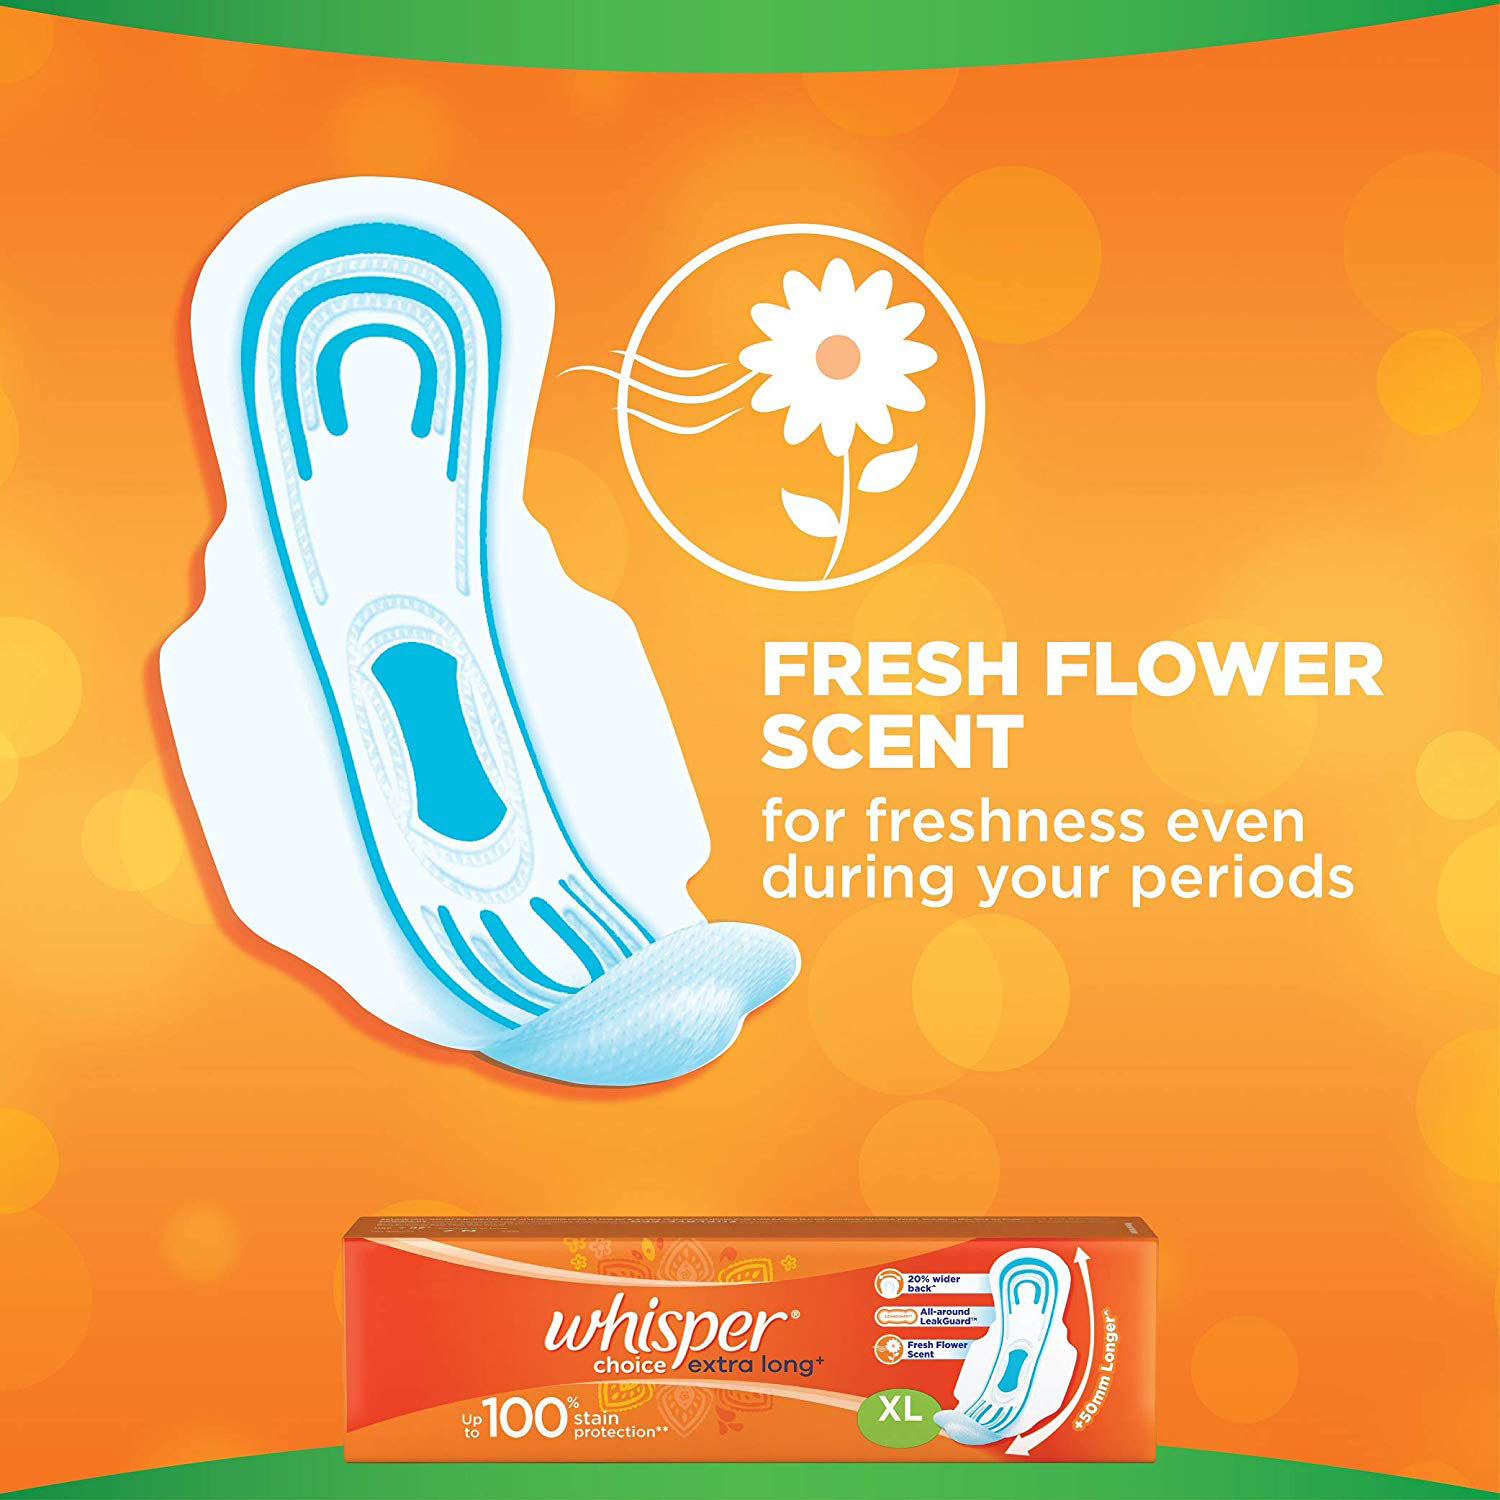 FRESH FLOWER
SCENT
for freshness even
during your periods
whisper®
choice extra long+
Up to 100% stain protection**
20% wider
back^
All-around
LeakGuard™
Fresh Flower
Scent
XL
+50mm Longer^